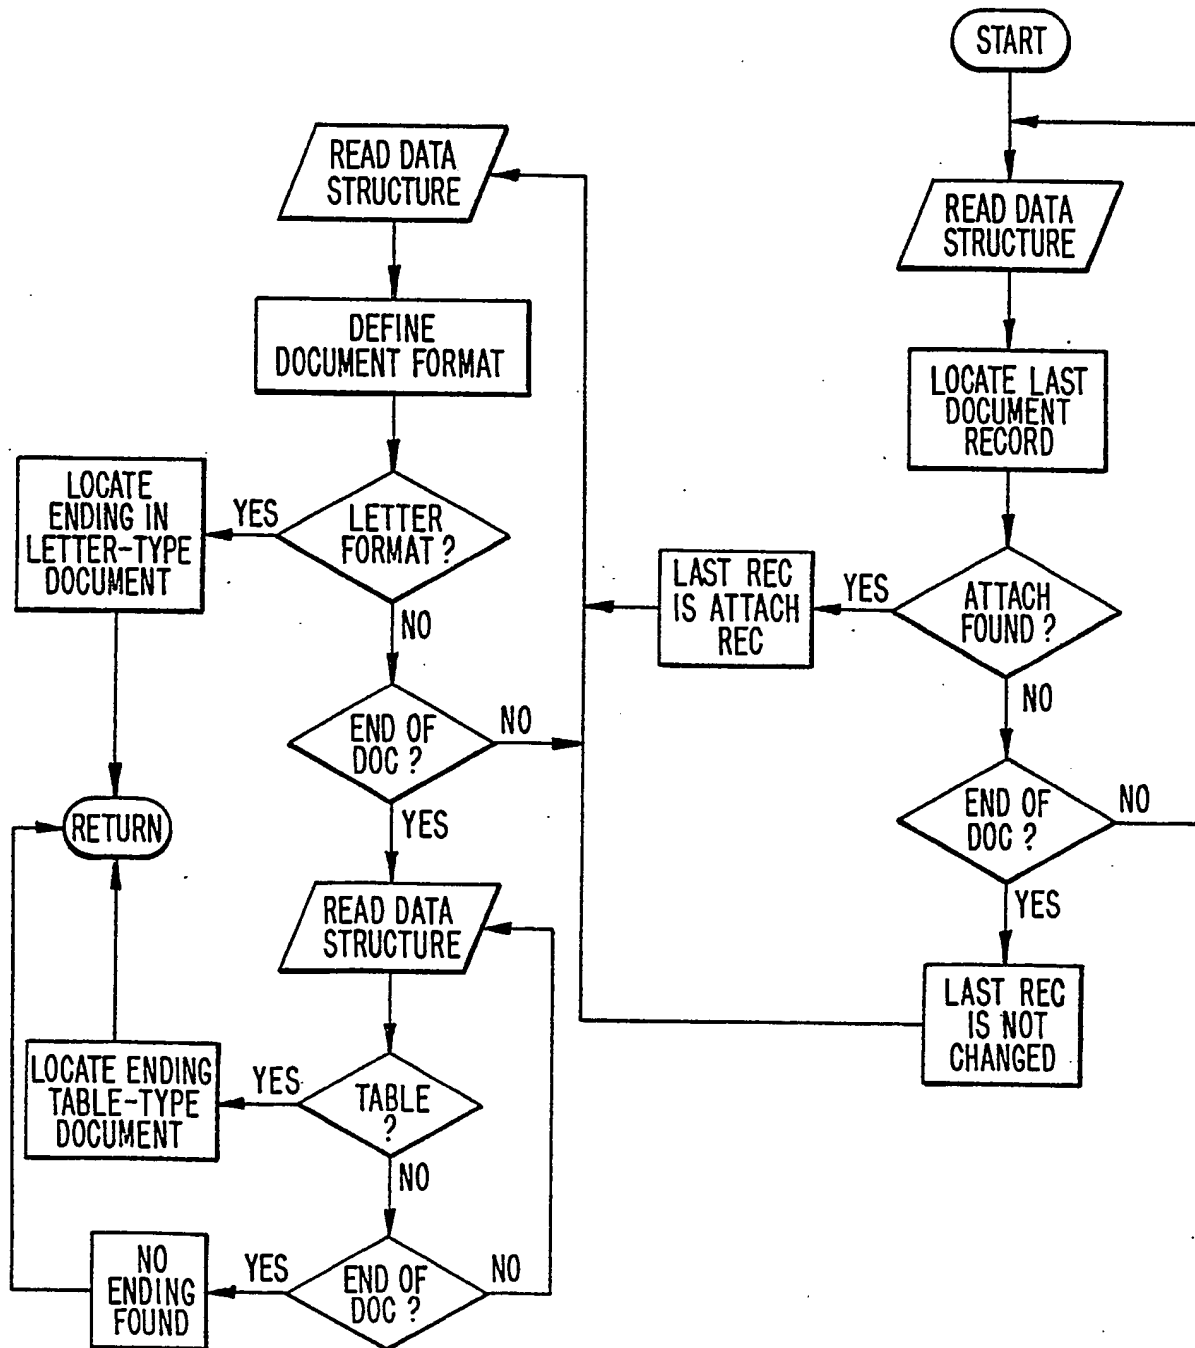 START
READ DATA
STRUCTURE
LOCATE LAST
DOCUMENT
RECORD
ATTACH
FOUND ?
YES
LAST REC
IS ATTACH
REC
NO
END OF
DOC ?
NO
YES
LAST REC
IS NOT
CHANGED
READ DATA
STRUCTURE
DEFINE
DOCUMENT FORMAT
LETTER
FORMAT ?
YES
LOCATE
ENDING IN
LETTER-TYPE
DOCUMENT
NO
END OF
DOC ?
NO
YES
RETURN
READ DATA
STRUCTURE
TABLE
?
YES
LOCATE ENDING
TABLE-TYPE
DOCUMENT
NO
END OF
DOC ?
NO
YES
NO
ENDING
FOUND